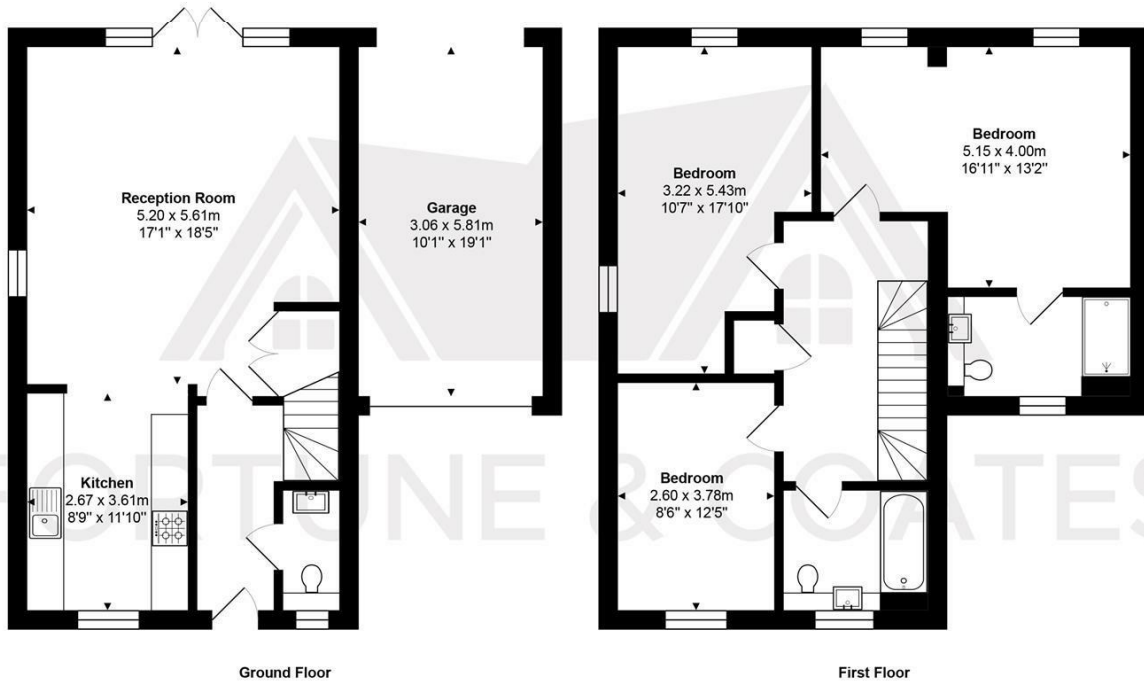 Reception Room
5.20 x 5.61m
17'1" x 18'5"
Garage
3.06 x 5.81m
10'1" x 19'1"
Kitchen
2.67 x 3.61m
8'9" x 11'10"
Ground Floor
Bedroom
3.22 x 5.43m
10'7" x 17'10"
Bedroom
5.15 x 4.00m
16'11" x 13'2"
Bedroom
2.60 x 3.78m
8'6" x 12'5"
First Floor
FORTUNE & COATES